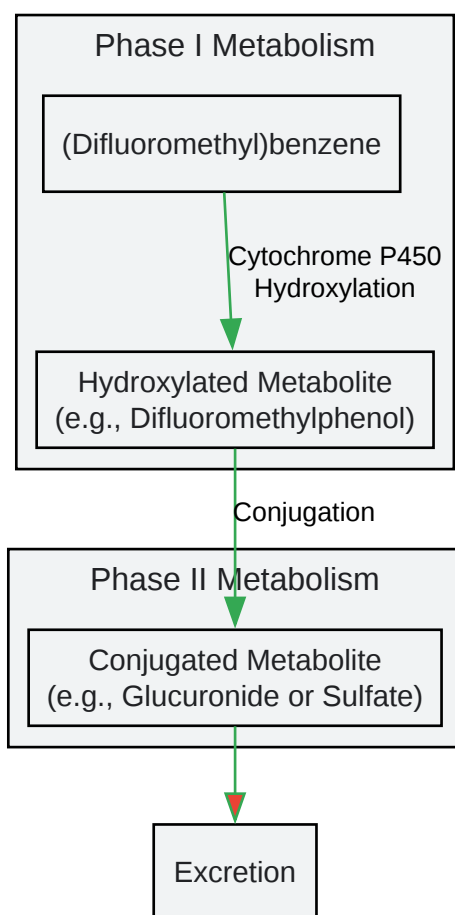 Phase I Metabolism
(Difluoromethyl)benzene
Cytochrome P450
Hydroxylation
Hydroxylated Metabolite
(e.g., Difluoromethylphenol)
Conjugation
Phase II Metabolism
Conjugated Metabolite
(e.g., Glucuronide or Sulfate)
Excretion